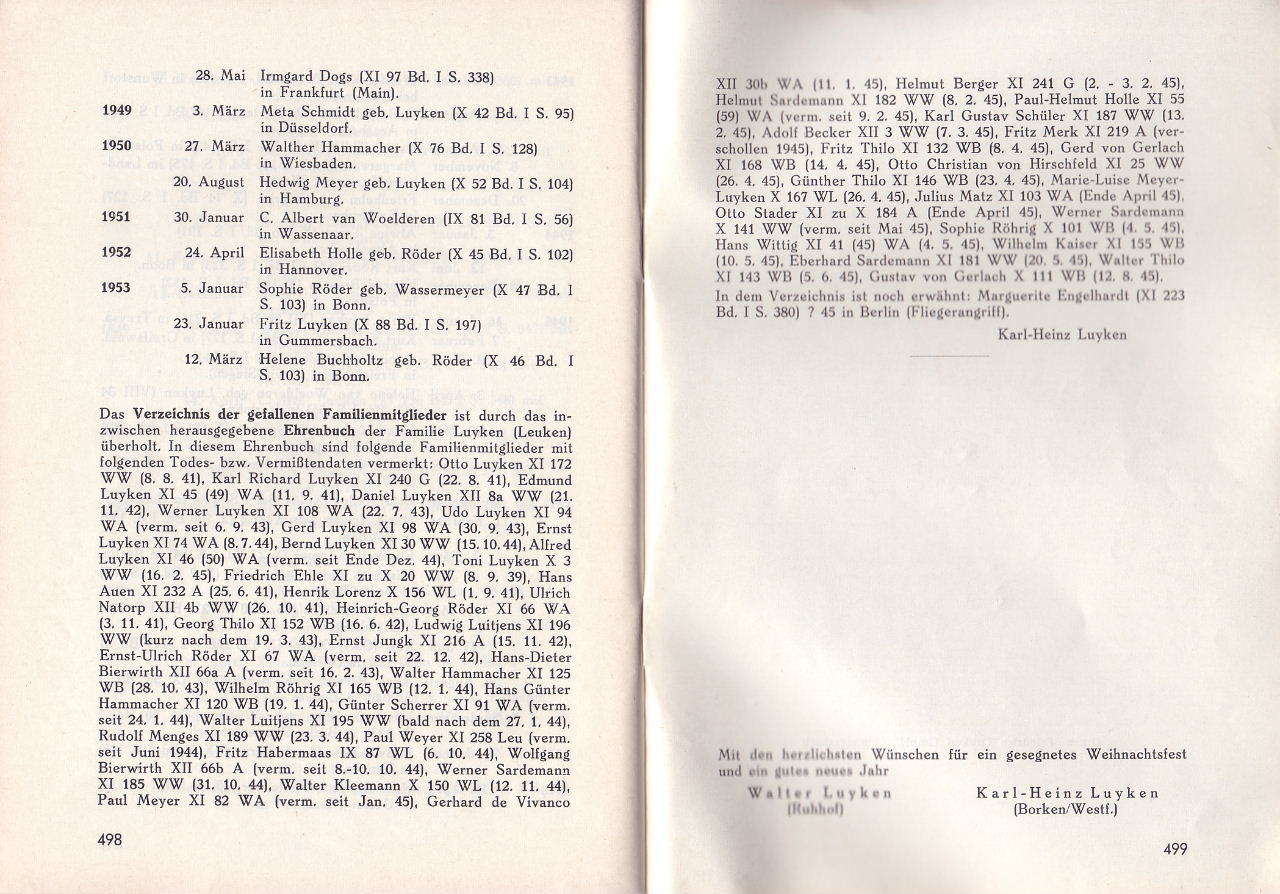 28. Mai Irmgard Dogs (XI 97 Bd. I S. 338)
in Frankfurt (Main).
1949 3. März Meta Schmidt geb. Luyken (X 42 Bd. I S. 95)
in Düsseldorf.
1950 27. März Walther Hammacher (X 76 Bd. I S. 128)
in Wiesbaden.
20. August Hedwig Meyer geb. Luyken (X 52 Bd. I S. 104)
in Hamburg.
1951 30. Januar C. Albert van Woelderen (IX 81 Bd. I S. 56)
in Wassenaar.
1952 24. April Elisabeth Holle geb. Röder (X 45 Bd. I S. 102)
in Hannover.
1953 5. Januar Sophie Röder geb. Wassermeyer (X 47 Bd. I
S. 103) in Bonn.
23. Januar Fritz Luyken (X 88 Bd. I S. 197)
in Gummersbach.
12. März Helene Buchholtz geb. Röder (X 46 Bd. I
S. 103) in Bonn.
Das Verzeichnis der gefallenen Familienmitglieder ist durch das in-
zwischen herausgegebene Ehrenbuch der Familie Luyken (Leuken)
überholt. In diesem Ehrenbuch sind folgende Familienmitglieder mit
folgenden Todes- bzw. Vermißtendaten vermerkt: Otto Luyken XI 172
WW (8. 8. 41), Karl Richard Luyken XI 240 G (22. 8. 41), Edmund
Luyken XI 45 (49) WA (11. 9. 41), Daniel Luyken XII 8a WW (21.
11. 42), Werner Luyken XI 108 WA (22. 7. 43), Udo Luyken XI 94
WA (verm. seit 6. 9. 43), Gerd Luyken XI 98 WA (30. 9. 43), Ernst
Luyken XI 74 WA (8. 7. 44), Bernd Luyken XI 30 WW (15. 10. 44), Alfred
Luyken XI 46 (50) WA (verm. seit Ende Dez. 44), Toni Luyken X 3
WW (16. 2. 45), Friedrich Ehle XI zu X 20 WW (8. 9. 39), Hans
Auen XI 232 A (25. 6. 41), Henrik Lorenz X 156 WL (1. 9. 41), Ulrich
Natorp XII 4b WW (26. 10. 41), Heinrich-Georg Röder XI 66 WA
(3. 11. 41), Georg Thilo XI 152 WB (16. 6. 42), Ludwig Luitjens XI 196
WW (kurz nach dem 19. 3. 43), Ernst Jungk XI 216 A (15. 11. 42),
Ernst-Ulrich Röder XI 67 WA (verm. seit 22. 12. 42), Hans-Dieter
Bierwirth XII 66a A (verm. seit 16. 2. 43), Walter Hammacher XI 125
WB (28. 10. 43), Wilhelm Röhrig XI 165 WB (12. 1. 44), Hans Günter
Hammacher XI 120 WB (19. 1. 44), Günter Scherrer XI 91 WA (verm.
seit 24. 1. 44), Walter Luitjens XI 195 WW (bald nach dem 27. 1. 44),
Rudolf Menges XI 189 WW (23. 3. 44), Paul Weyer XI 258 Leu (verm.
seit Juni 1944), Fritz Habermaas IX 87 WL (6. 10. 44), Wolfgang
Bierwirth XII 66b A (verm. seit 8.-10. 10. 44), Werner Sardemann
XI 185 WW (31. 10. 44), Walter Kleemann X 150 WL (12. 11. 44),
Paul Meyer XI 82 WA (verm. seit Jan. 45), Gerhard de Vivanco
498
XII 30b WA (11. 1. 45), Helmut Berger XI 241 G (2. - 3. 2. 45),
Helmut Sardemann XI 182 WW (8. 2. 45), Paul-Helmut Holle XI 55
(59) WA (verm. seit 9. 2. 45), Karl Gustav Schüler XI 187 WW (13.
2. 45), Adolf Becker XII 3 WW (7. 3. 45), Fritz Merk XI 219 A (ver-
schollen 1945), Fritz Thilo XI 132 WB (8. 4. 45), Gerd von Gerlach
XI 168 WB (14. 4. 45), Otto Christian von Hirschfeld XI 25 WW
(26. 4. 45), Günther Thilo XI 146 WB (23. 4. 45), Marie-Luise Meyer-
Luyken X 167 WL (26. 4. 45), Julius Matz XI 103 WA (Ende April 45),
Otto Stader XI zu X 184 A (Ende April 45), Werner Sardemann
X 141 WW (verm. seit Mai 45), Sophie Röhrig X 101 WB (4. 5. 45),
Hans Wittig XI 41 (45) WA (4. 5. 45), Wilhelm Kaiser XI 155 WB
(10. 5. 45), Eberhard Sardemann XI 181 WW (20. 5. 45), Walter Thilo
XI 143 WB (5. 6. 45), Gustav von Gerlach X 111 WB (12. 8. 45).
In dem Verzeichnis ist noch erwähnt: Marguerite Engelhardt (XI 223
Bd. I S. 380) ? 45 in Berlin (Fliegerangriff).
Karl-Heinz Luyken
Mit den herzlichsten Wünschen für ein gesegnetes Weihnachtsfest
und ein gutes neues Jahr
Walter Luyken Karl-Heinz Luyken
(Ruhhof) (Borken/Westf.)
499